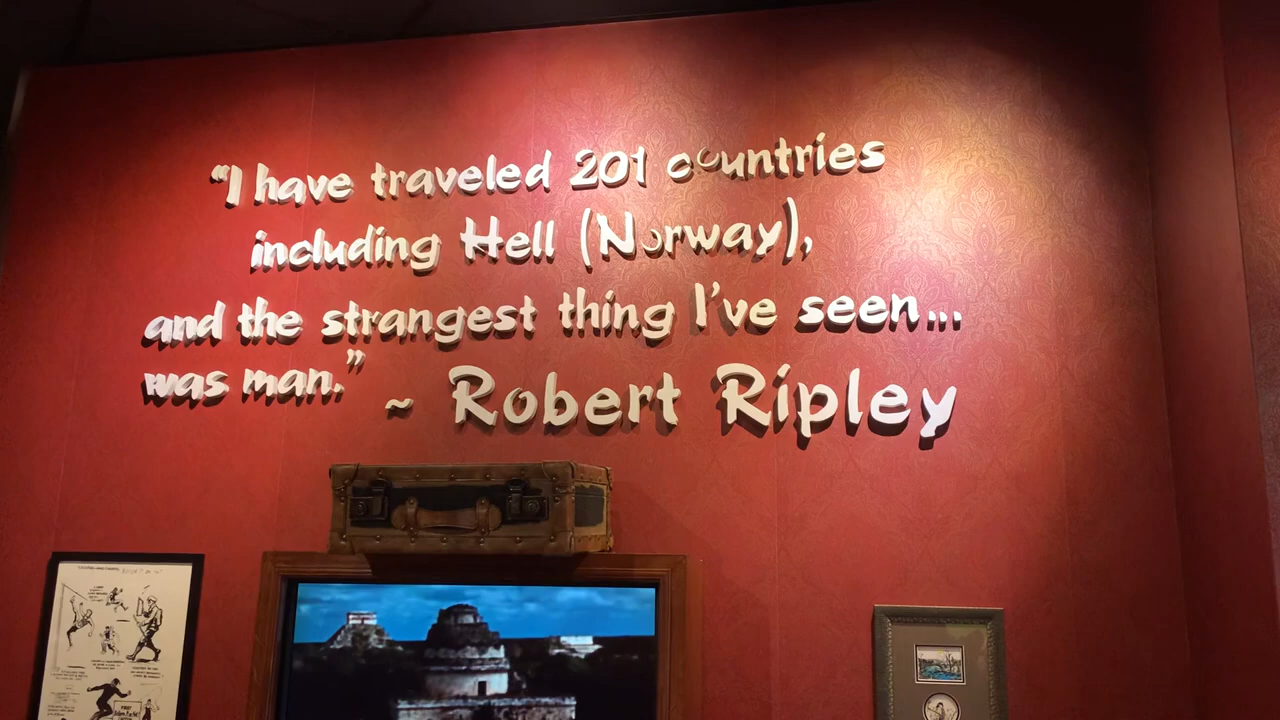 “I have traveled 201 countries
including Hell (Norway),
and the strangest thing I’ve seen...
was man.”
~ Robert Ripley